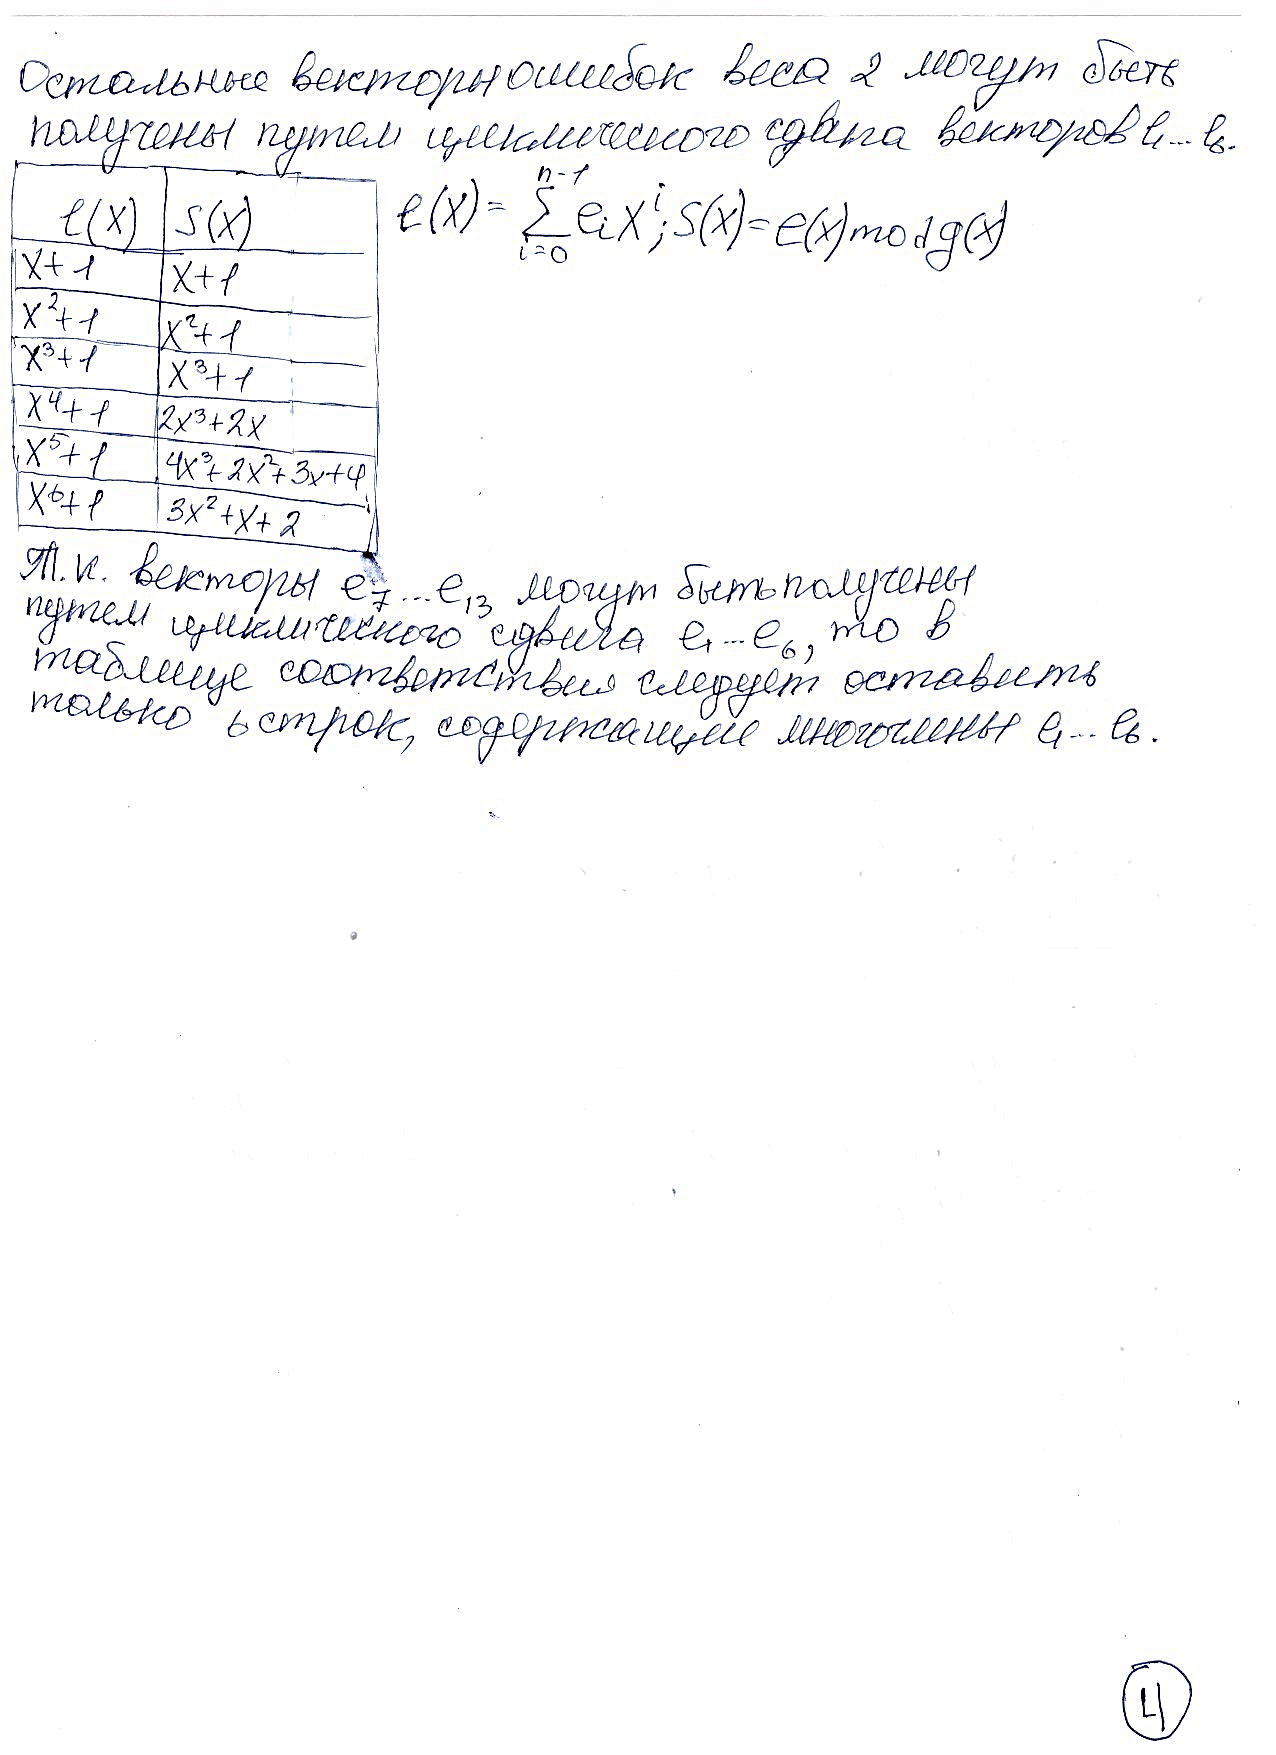 Остальные векторы ошибок веса 2 могут быть
получены путем циклического сдвига векторов e₁...e₆.
e(x) | S(x)
e(x) = ∑ᵢ₌₀ⁿ⁻¹ eᵢxⁱ; S(x) = e(x) mod g(x)
x+1 | x+1
x²+1 | x²+1
x³+1 | x³+1
x⁴+1 | 2x³+2x
x⁵+1 | 4x³+2x²+3x+4
x⁶+1 | 3x²+x+2
Т.к. векторы e₇...e₁₃ могут быть получены
путем циклического сдвига e₁...e₆, то в
таблице соответствия следует оставить
только 6 строк, содержащие многочлены e₁...e₆.
4